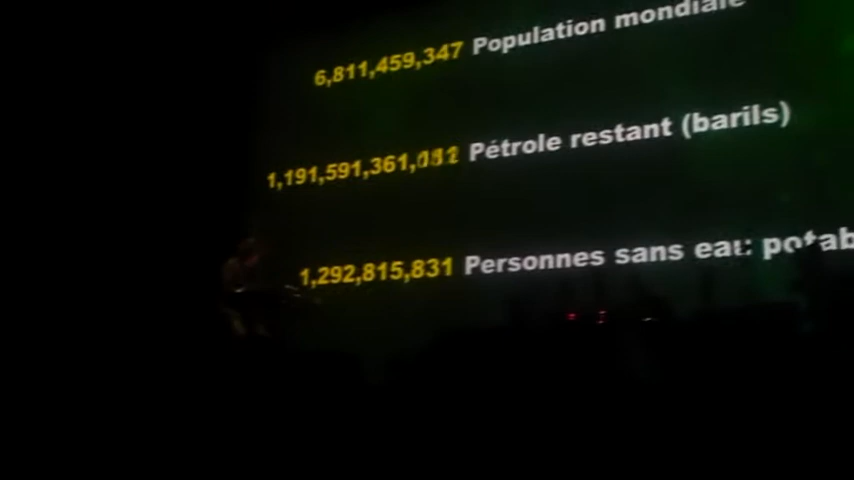 6,811,459,347 Population mondiale
Pétrole restant (barils)
1,292,815,831 Personnes sans eau